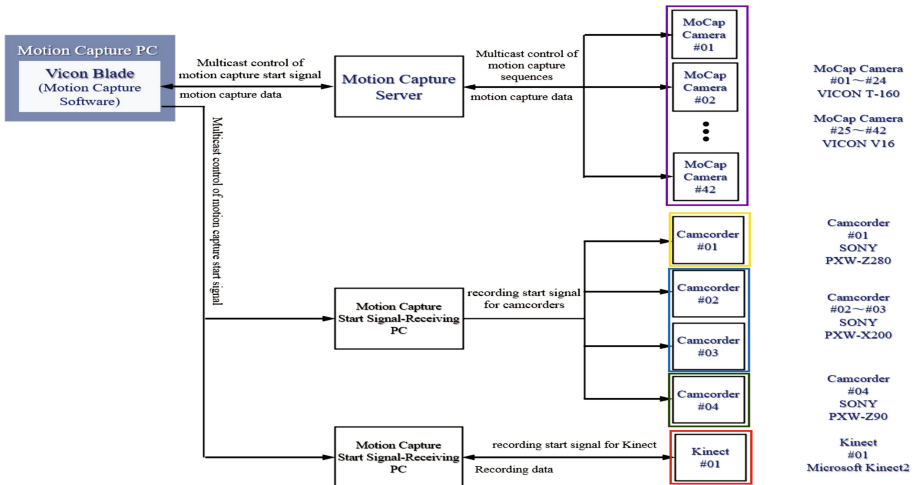 Motion Capture PC
Vicon Blade
(Motion Capture
Software)
Multicast control of
motion capture start signal
motion capture data
Motion Capture
Server
Multicast control of
motion capture
sequences
motion capture data
MoCap
Camera
#01
MoCap
Camera
#02
MoCap
Camera
#42
MoCap Camera
#01～#24
VICON T-160
MoCap Camera
#25～#42
VICON V16
Multicast control of motion capture start signal
Motion Capture
Start Signal-Receiving
PC
recording start signal
for camcorders
Camcorder
#01
Camcorder
#02
Camcorder
#03
Camcorder
#04
Camcorder
#01
SONY
PXW-Z280
Camcorder
#02～#03
SONY
PXW-X200
Camcorder
#04
SONY
PXW-Z90
Motion Capture
Start Signal-Receiving
PC
recording start signal for Kinect
Recording data
Kinect
#01
Kinect
#01
Microsoft Kinect2